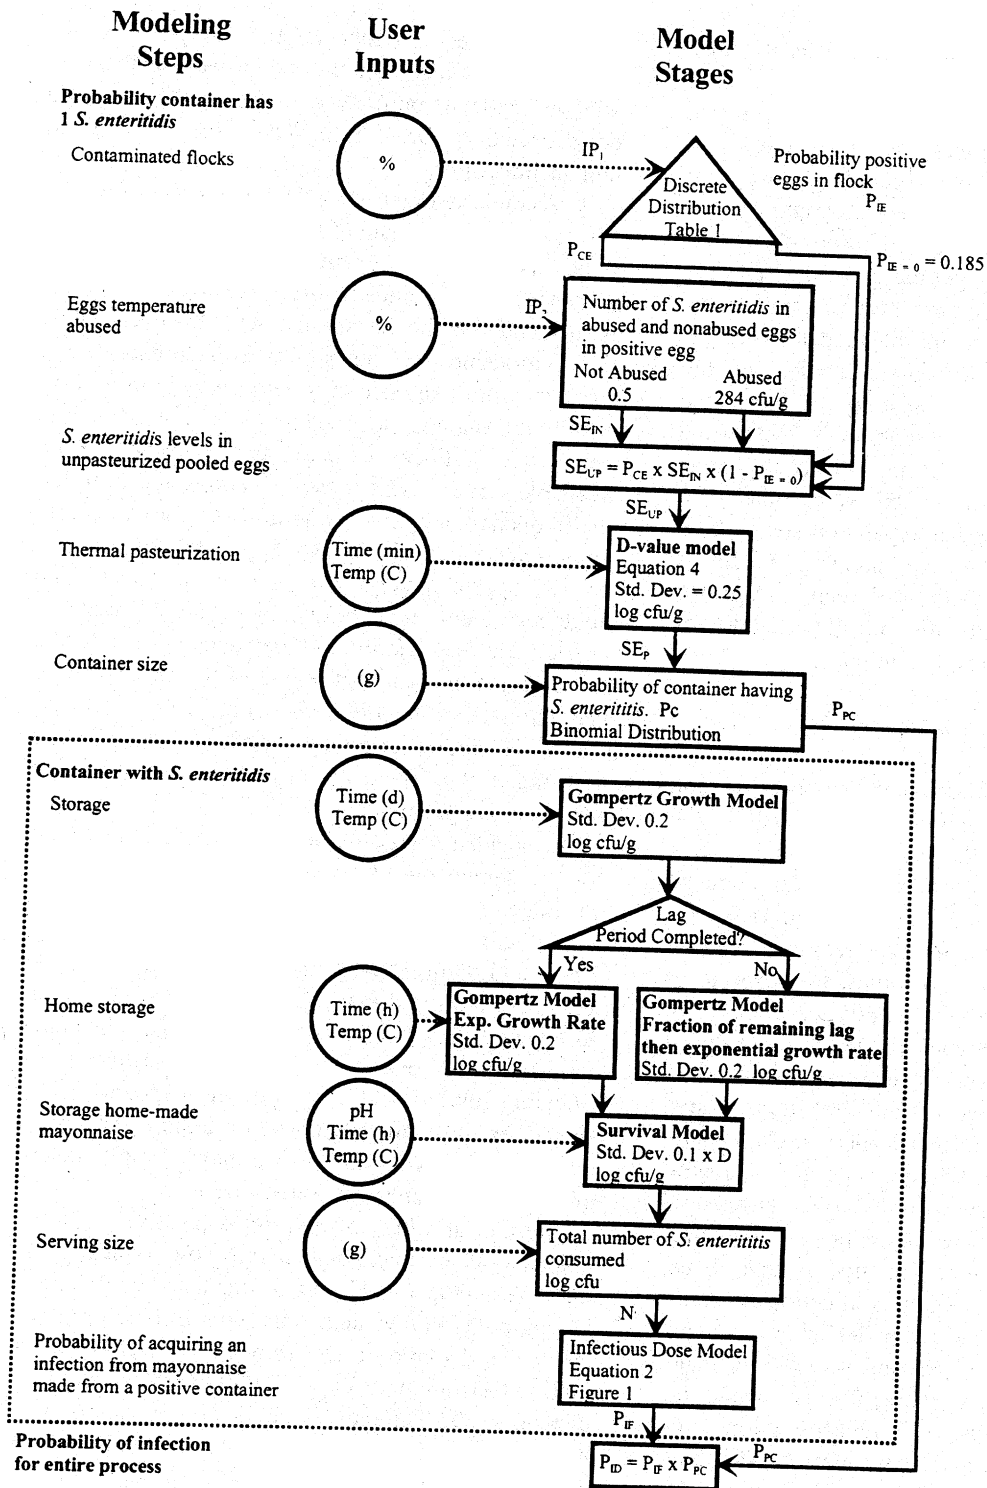 Modeling
Steps
User
Inputs
Model
Stages
Probability container has
1 S. enteritidis
Contaminated flocks
%
IP1
Discrete
Distribution
Table 1
Probability positive
eggs in flock
PIE
PCE
PIE = 0 = 0.185
Eggs temperature
abused
%
IP2
Number of S. enteritidis in
abused and nonabused eggs
in positive egg
Not Abused
0.5
Abused
284 cfu/g
S. enteritidis levels in
unpasteurized pooled eggs
SEIN
SEUP = PCE x SEIN x (1 - PIE = 0)
SEUP
Thermal pasteurization
Time (min)
Temp (C)
D-value model
Equation 4
Std. Dev. = 0.25
log cfu/g
SEP
Container size
(g)
Probability of container having
S. enterititis. Pc
Binomial Distribution
PPC
Container with S. enteritidis
Storage
Time (d)
Temp (C)
Gompertz Growth Model
Std. Dev. 0.2
log cfu/g
Lag
Period Completed?
Yes
No
Home storage
Time (h)
Temp (C)
Gompertz Model
Exp. Growth Rate
Std. Dev. 0.2
log cfu/g
Gompertz Model
Fraction of remaining lag
then exponential growth rate
Std. Dev. 0.2 log cfu/g
Storage home-made
mayonnaise
pH
Time (h)
Temp (C)
Survival Model
Std. Dev. 0.1 x D
log cfu/g
Serving size
(g)
Total number of S. enterititis
consumed
log cfu
N
Probability of acquiring an
infection from mayonnaise
made from a positive container
Infectious Dose Model
Equation 2
Figure 1
PIF
Probability of infection
for entire process
PID = PIF x PPC
PPC